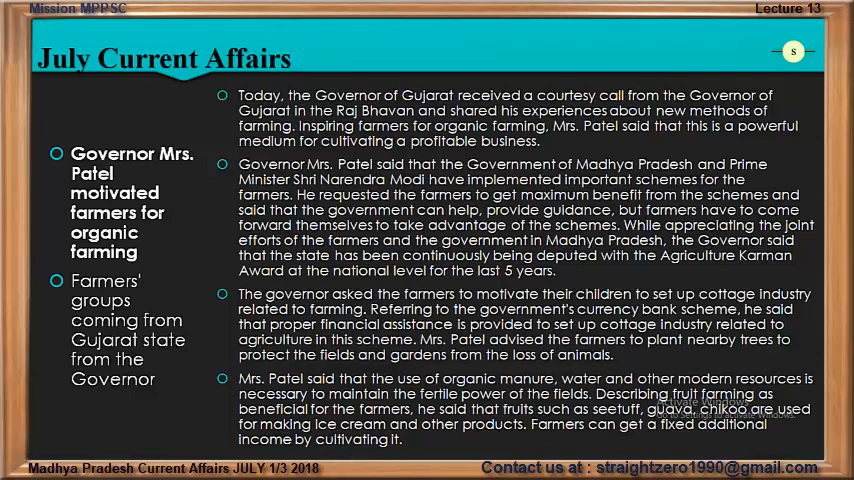 Mission MPPSC
Lecture 13
July Current Affairs
S
Governor Mrs.
Patel
motivated
farmers for
organic
farming
Farmers'
groups
coming from
Gujarat state
from the
Governor
Today, the Governor of Gujarat received a courtesy call from the Governor of
Gujarat in the Raj Bhavan and shared his experiences about new methods of
farming. Inspiring farmers for organic farming, Mrs. Patel said that this is a powerful
medium for cultivating a profitable business.
Governor Mrs. Patel said that the Government of Madhya Pradesh and Prime
Minister Shri Narendra Modi have implemented important schemes for the
farmers. He requested the farmers to get maximum benefit from the schemes and
said that the government can help, provide guidance, but farmers have to come
forward themselves to take advantage of the schemes. While appreciating the joint
efforts of the farmers and the government in Madhya Pradesh, the Governor said
that the state has been continuously being deputed with the Agriculture Karman
Award at the national level for the last 5 years.
The governor asked the farmers to motivate their children to set up cottage industry
related to farming. Referring to the government's currency bank scheme, he said
that proper financial assistance is provided to set up cottage industry related to
agriculture in this scheme. Mrs. Patel advised the farmers to plant nearby trees to
protect the fields and gardens from the loss of animals.
Mrs. Patel said that the use of organic manure, water and other modern resources is
necessary to maintain the fertile power of the fields. Describing fruit farming as
beneficial for the farmers, he said that fruits such as seetuff, guava, chikoo are used
for making ice cream and other products. Farmers can get a fixed additional
income by cultivating it.
Activate Windows
Go to Settings to activate Windows.
Madhya Pradesh Current Affairs JULY 1/3 2018
Contact us at : straightzero1990@gmail.com